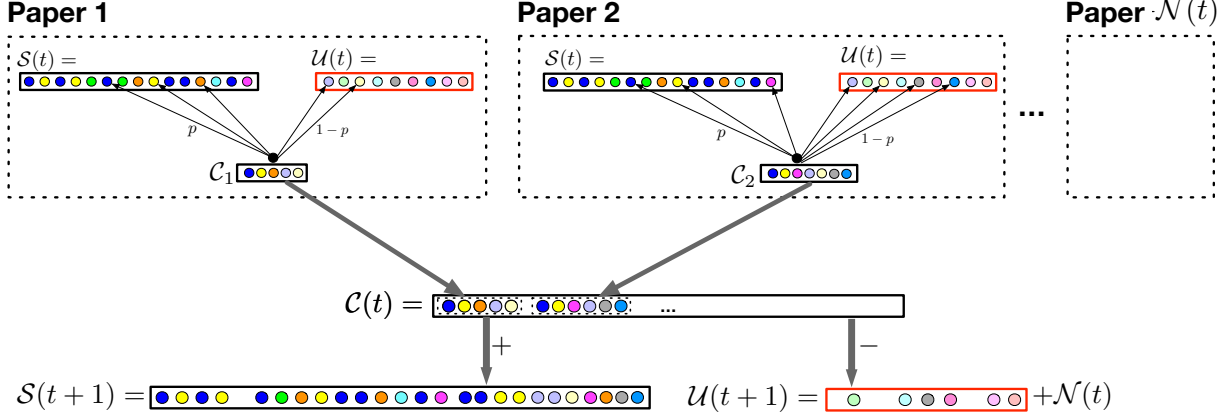 Paper 1
Paper 2
Paper 𝒩(t)
𝒮(t) =
𝒰(t) =
𝒮(t) =
𝒰(t) =
p
1 − p
p
1 − p
...
𝒞₁
𝒞₂
𝒞(t) =
...
+
−
𝒮(t + 1) =
𝒰(t + 1) =
+𝒩(t)